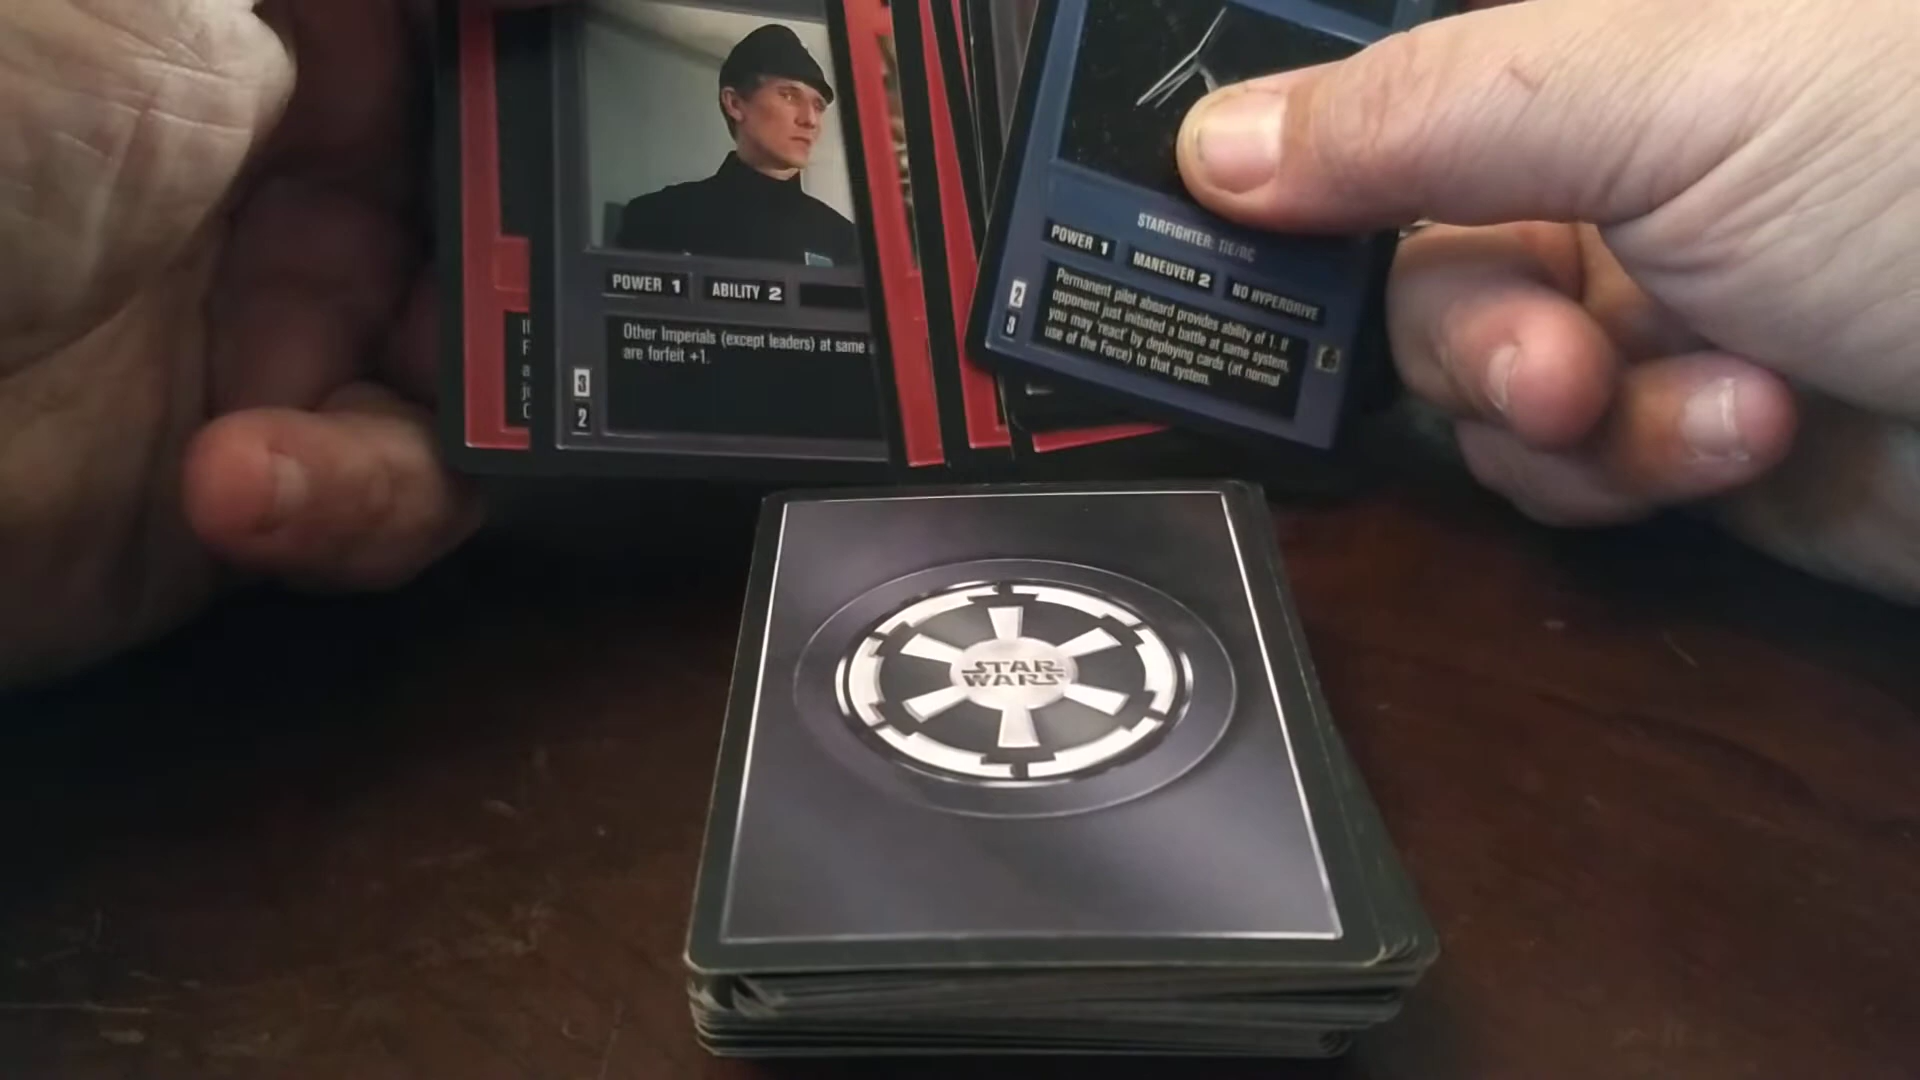 POWER 1 ABILITY 2
Other Imperials (except leaders) at same
are forfeit +1.
3
2
STARFIGHTER: TIE/RC
POWER 1 MANEUVER 2 NO HYPERDRIVE
Permanent pilot aboard provides ability of 1. If
opponent just initiated a battle at same system,
you may 'react' by deploying cards (at normal
use of the Force) to that system.
2
3
STAR
WARS